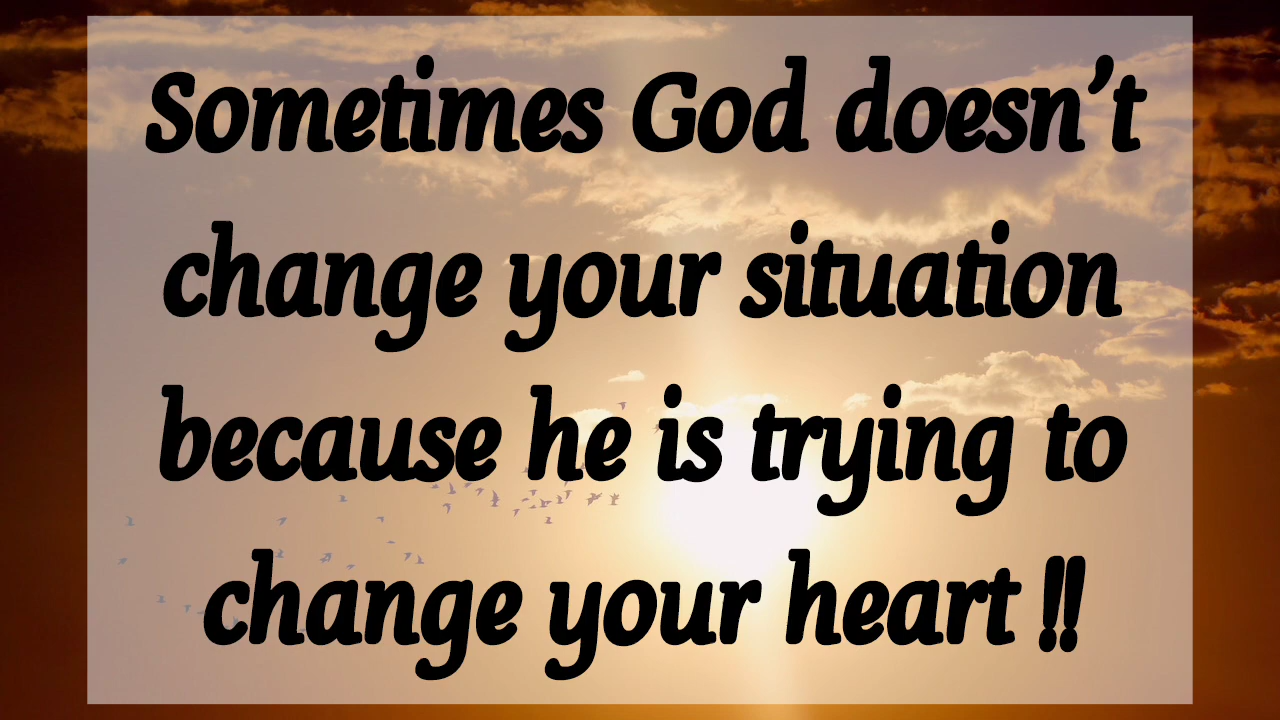 Sometimes God doesn’t
change your situation
because he is trying to
change your heart !!